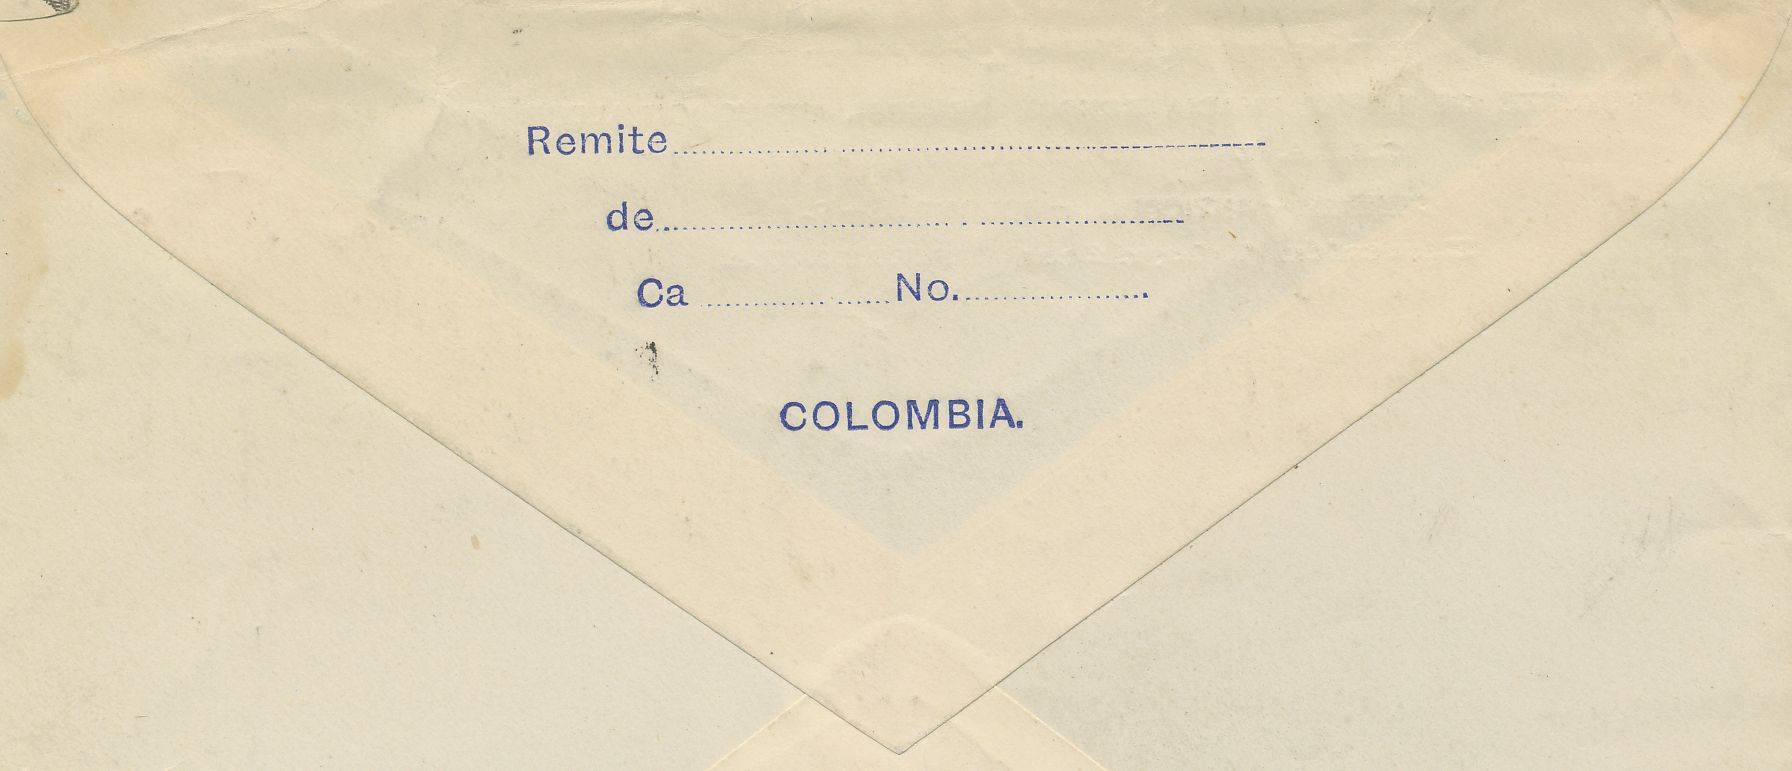 Remite
de
Ca No.
COLOMBIA.